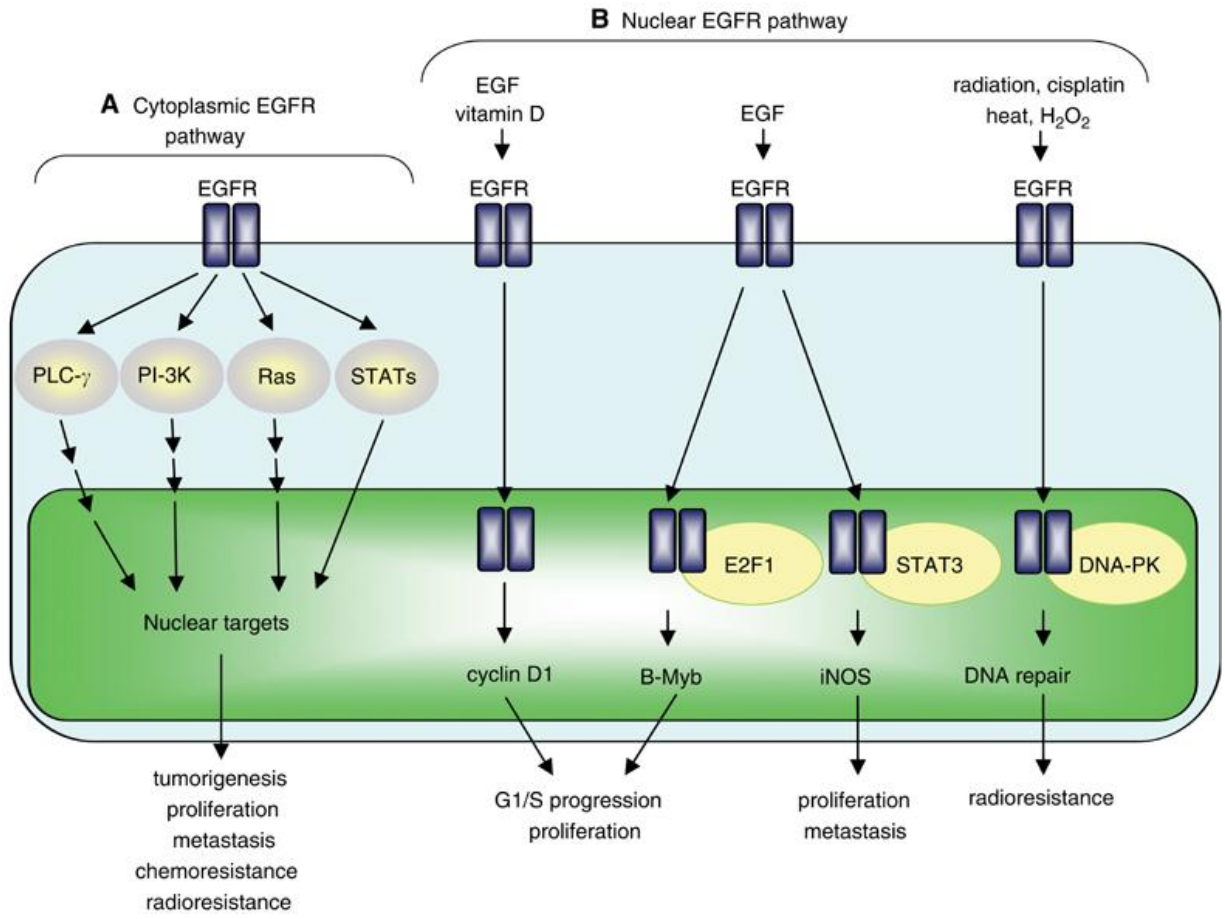 B Nuclear EGFR pathway
A Cytoplasmic EGFR
pathway
EGF
vitamin D
EGF
radiation, cisplatin
heat, H₂O₂
EGFR
EGFR
EGFR
EGFR
PLC-γ
PI-3K
Ras
STATs
E2F1
STAT3
DNA-PK
Nuclear targets
cyclin D1
B-Myb
iNOS
DNA repair
tumorigenesis
proliferation
metastasis
chemoresistance
radioresistance
G1/S progression
proliferation
proliferation
metastasis
radioresistance